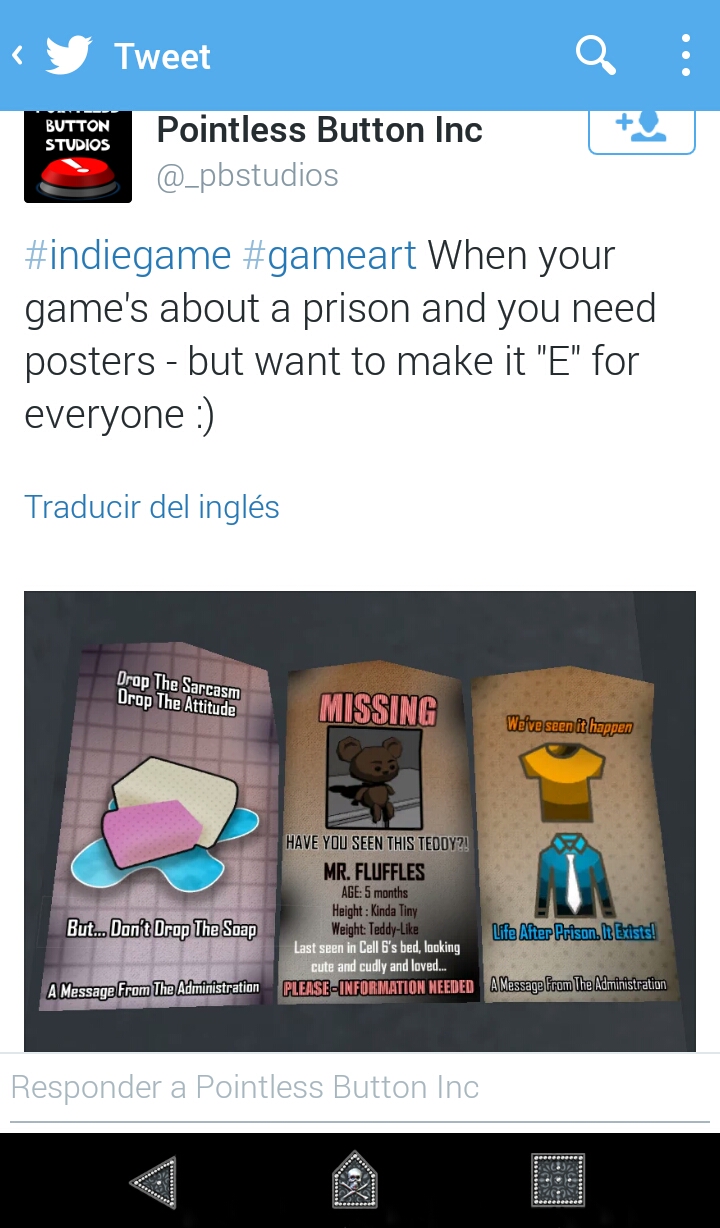 Tweet
BUTTON
STUDIOS
Pointless Button Inc
@_pbstudios
#indiegame #gameart When your
game's about a prison and you need
posters - but want to make it "E" for
everyone :)
Traducir del inglés
Drop The Sarcasm
Drop The Attitude
But... Don't Drop The Soap
A Message From The Administration
MISSING
HAVE YOU SEEN THIS TEDDY?!
MR. FLUFFLES
AGE: 5 months
Height : Kinda Tiny
Weight: Teddy-Like
Last seen in Cell 6's bed, looking
cute and cudly and loved...
PLEASE - INFORMATION NEEDED
We've seen it happen
Life After Prison. It Exists!
A Message From The Administration
Responder a Pointless Button Inc